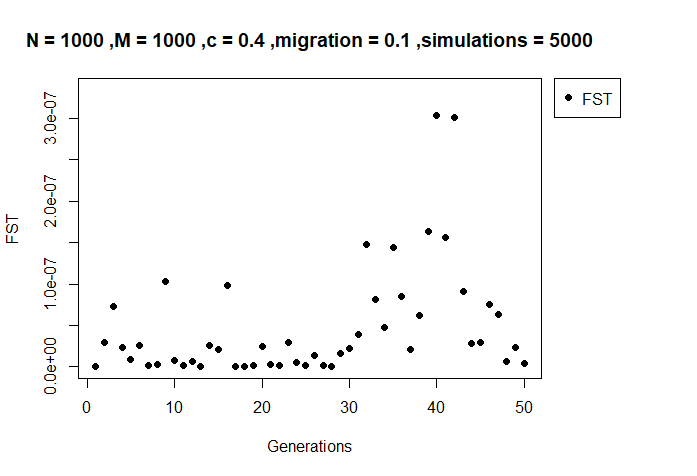 N = 1000 ,M = 1000 ,c = 0.4 ,migration = 0.1 ,simulations = 5000
FST
3.0e-07
2.0e-07
1.0e-07
0.0e+00
FST
0 10 20 30 40 50
Generations